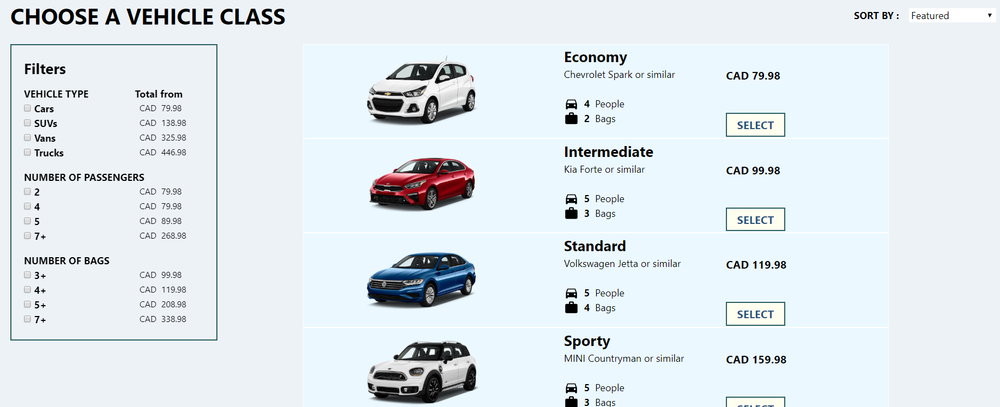 CHOOSE A VEHICLE CLASS
SORT BY : Featured
Filters
VEHICLE TYPE Total from
Cars CAD 79.98
SUVs CAD 138.98
Vans CAD 325.98
Trucks CAD 446.98
NUMBER OF PASSENGERS
2 CAD 79.98
4 CAD 79.98
5 CAD 89.98
7+ CAD 268.98
NUMBER OF BAGS
3+ CAD 99.98
4+ CAD 119.98
5+ CAD 208.98
7+ CAD 338.98
Economy
Chevrolet Spark or similar
CAD 79.98
4 People
2 Bags
SELECT
Intermediate
Kia Forte or similar
CAD 99.98
5 People
3 Bags
SELECT
Standard
Volkswagen Jetta or similar
CAD 119.98
5 People
4 Bags
SELECT
Sporty
MINI Countryman or similar
CAD 159.98
5 People
3 Bags
SELECT